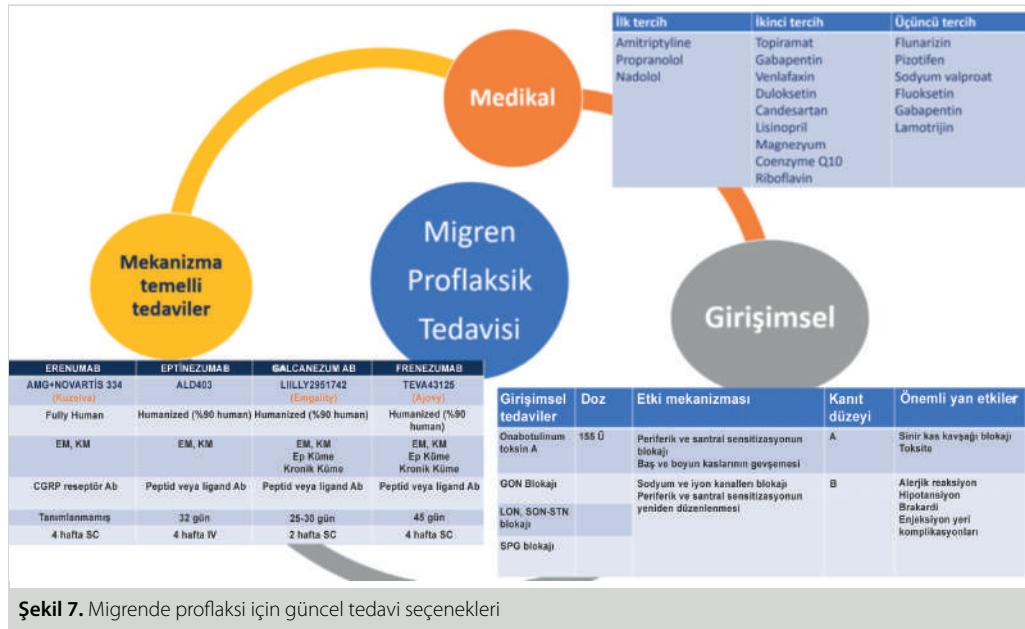 İlk tercih İkinci tercih Üçüncü tercih
Amitriptyline Topiramat Flunarizin
Propranolol Gabapentin Pizotifen
Nadolol Venlafaxin Sodyum valproat
Duloksetin Fluoksetin
Candesartan Gabapentin
Lisinopril Lamotrijin
Magnezyum
Coenzyme Q10
Riboflavin
Medikal
Migren
Proflaksik
Tedavisi
Mekanizma
temelli
tedaviler
Girişimsel
ERENUMAB EPTİNEZUMAB GALCANEZUM AB FRENEZUMAB
AMG+NOVARTİS 334 ALD403 LIILLY2951742 TEVA43125
(Kuzeiva) (Emgality) (Ajovy)
Fully Human Humanized (%90 human) Humanized (%90 human) Humanized (%90
human)
EM, KM EM, KM EM, KM EM, KM
Ep Küme Ep Küme
Kronik Küme Kronik Küme
CGRP reseptör Ab Peptid veya ligand Ab Peptid veya ligand Ab Peptid veya ligand Ab
Tanımlanmamış 32 gün 25-30 gün 45 gün
4 hafta SC 4 hafta IV 2 hafta SC 4 hafta SC
Girişimsel Doz Etki mekanizması Kanıt Önemli yan etkiler
tedaviler düzeyi
Onabotulinum 155 Ü Periferik ve santral sensitizasyonun A Sinir kas kavşağı blokajı
toksin A blokajı Toksite
Baş ve boyun kaslarının gevşemesi
GON Blokajı Sodyum ve iyon kanalları blokajı B Alerjik reaksiyon
Periferik ve santral sensitizasyonun Hipotansiyon
LON, SON-STN yeniden düzenlenmesi Brakardi
blokajı Enjeksiyon yeri
komplikasyonları
SPG blokajı
Şekil 7. Migrende proflaksi için güncel tedavi seçenekleri